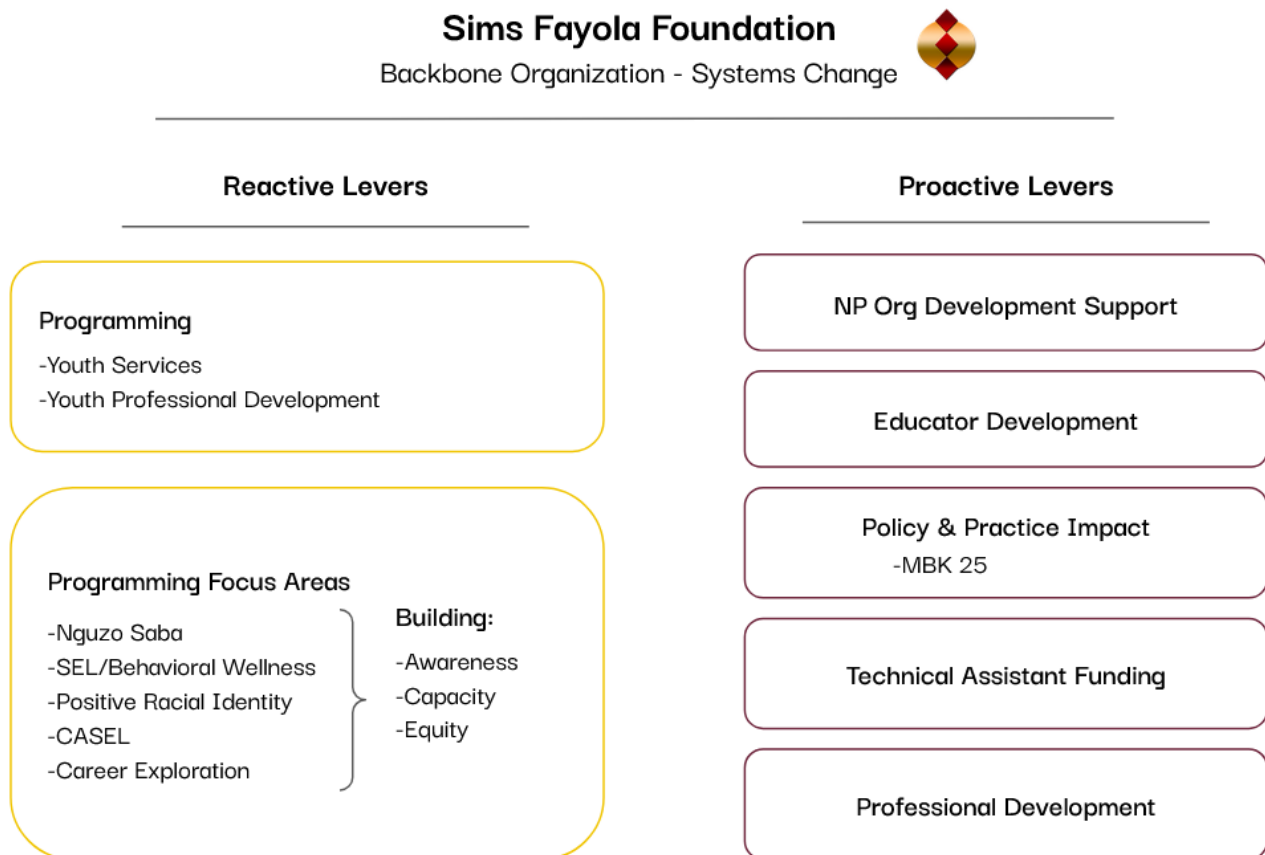 Sims Fayola Foundation
Backbone Organization - Systems Change
Reactive Levers
Programming
-Youth Services
-Youth Professional Development
Programming Focus Areas
-Nguzo Saba
-SEL/Behavioral Wellness
-Positive Racial Identity
-CASEL
-Career Exploration
Building:
-Awareness
-Capacity
-Equity
Proactive Levers
NP Org Development Support
Educator Development
Policy & Practice Impact
-MBK 25
Technical Assistant Funding
Professional Development